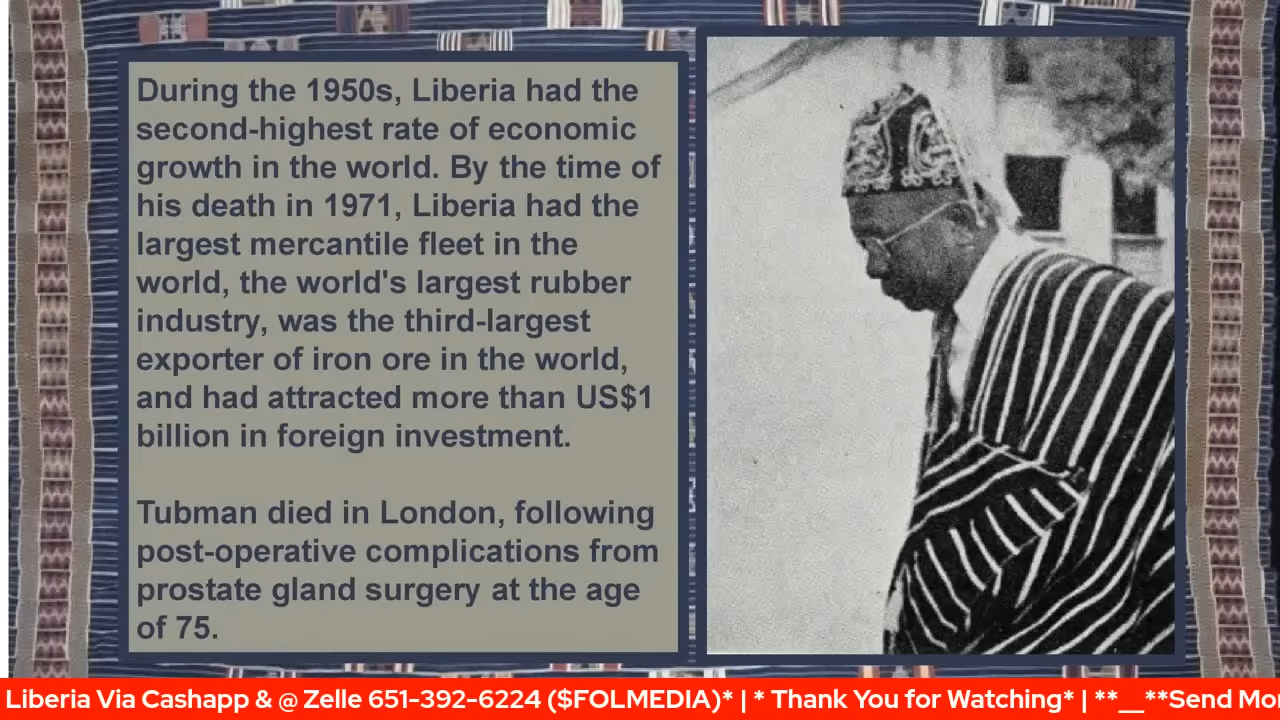 During the 1950s, Liberia had the
second-highest rate of economic
growth in the world. By the time of
his death in 1971, Liberia had the
largest mercantile fleet in the
world, the world's largest rubber
industry, was the third-largest
exporter of iron ore in the world,
and had attracted more than US$1
billion in foreign investment.
Tubman died in London, following
post-operative complications from
prostate gland surgery at the age
of 75.
Liberia Via Cashapp & @ Zelle 651-392-6224 ($FOLMEDIA)* | * Thank You for Watching* | **__**Send Mo